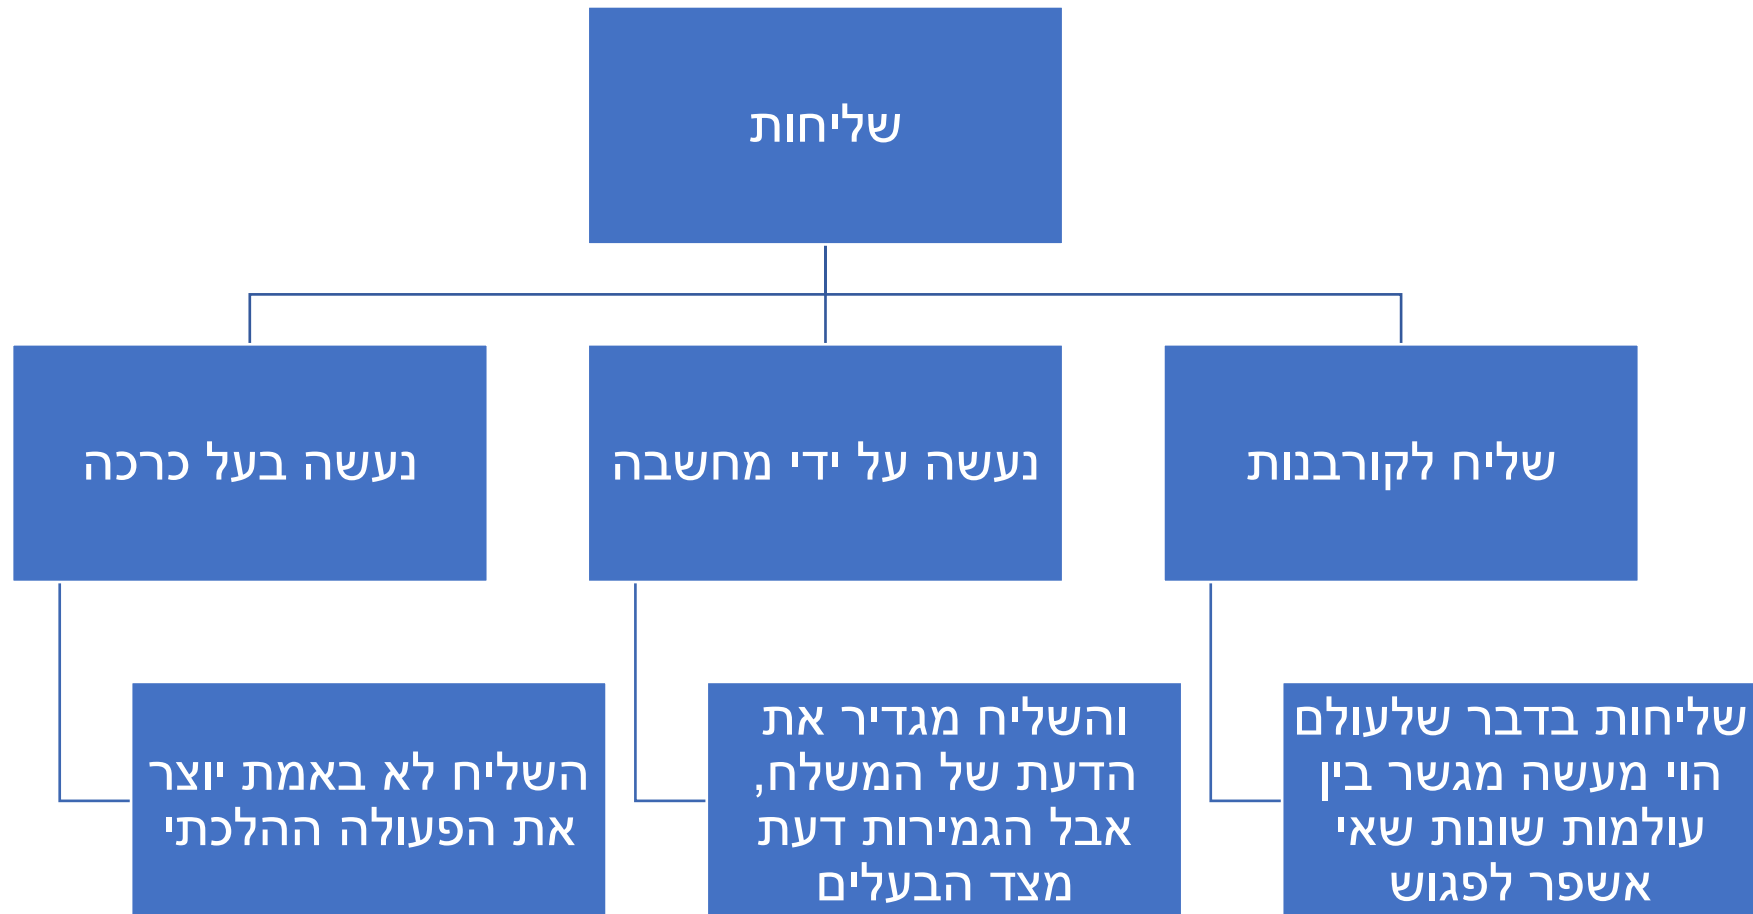 שליחות
שליח לקורבנות
נעשה על ידי מחשבה
נעשה בעל כרכה
שליחות בדבר שלעולם
הוי מעשה מגשר בין
עולמות שונות שאי
אשפר לפגוש
והשליח מגדיר את
הדעת של המשלח,
אבל הגמירות דעת
מצד הבעלים
השליח לא באמת יוצר
את הפעולה ההלכתי